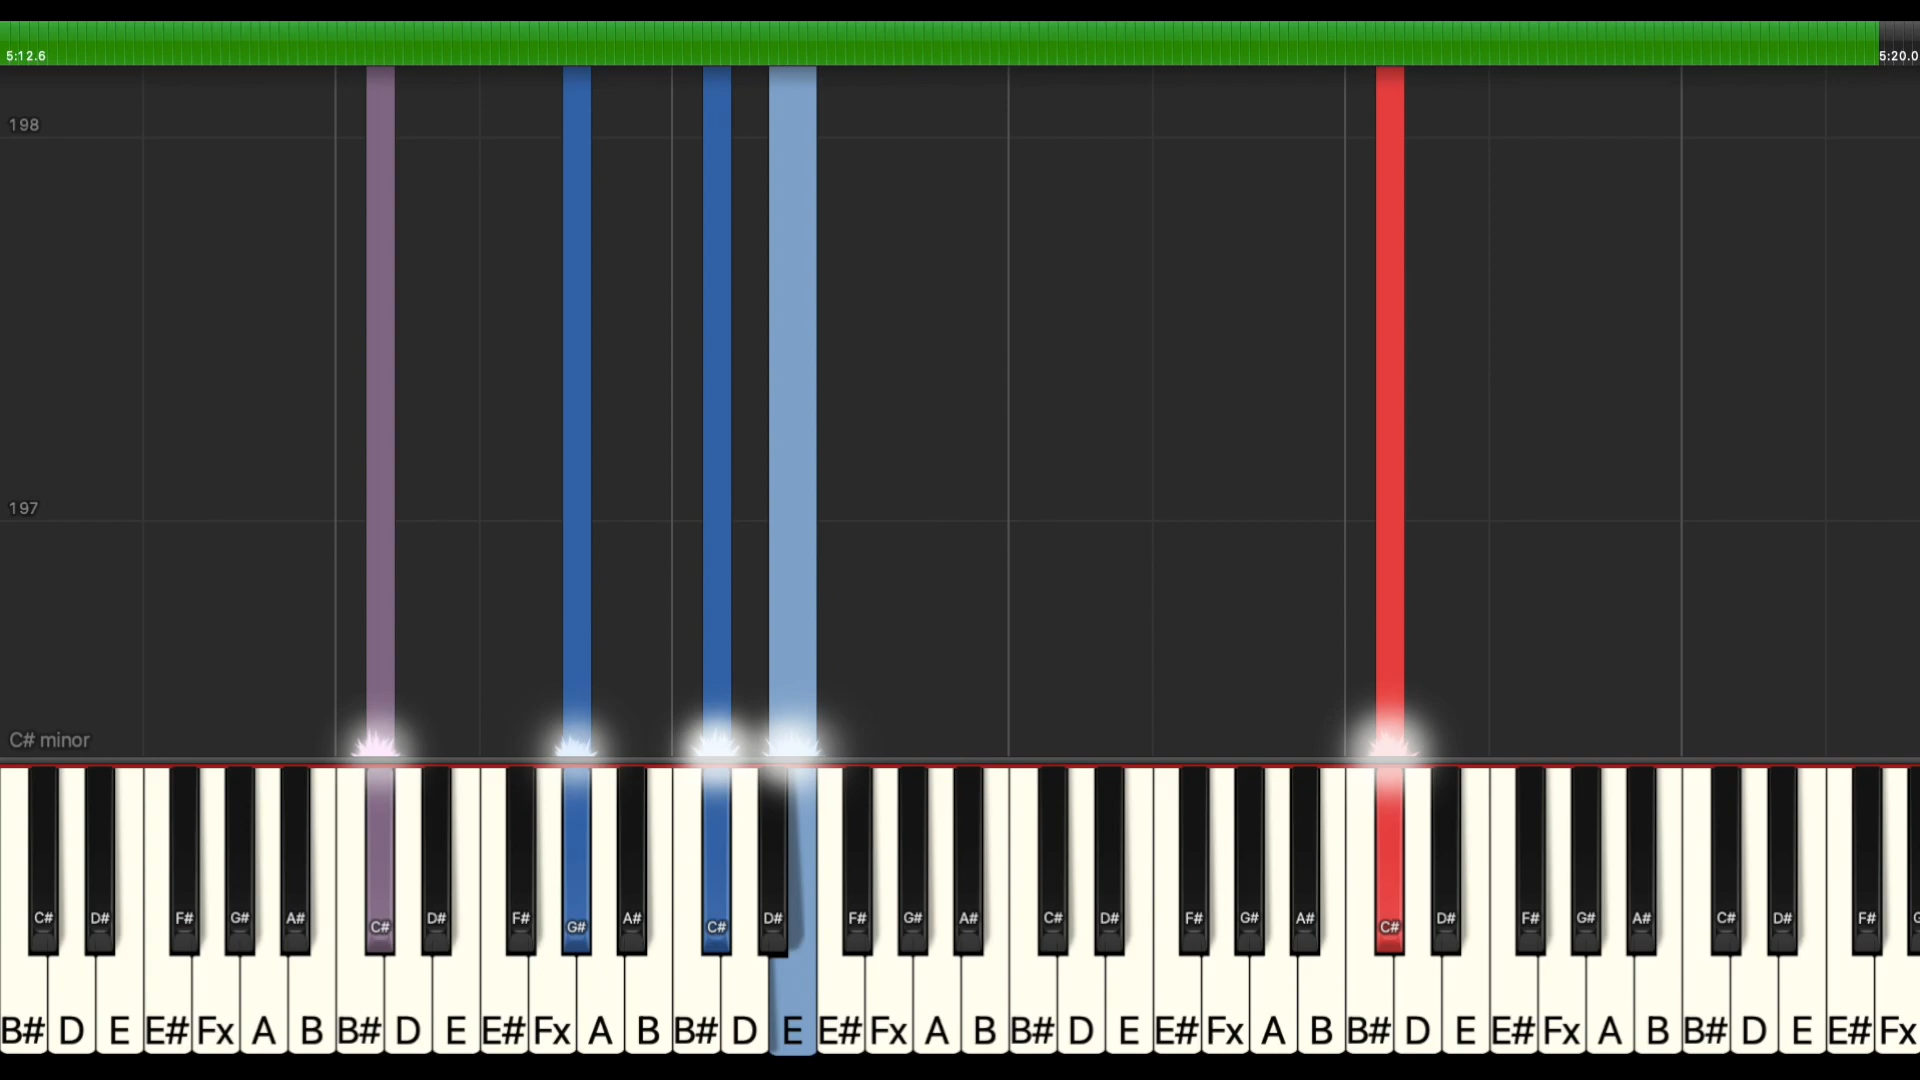 5:12.6 5:20.0
198
197
C# minor
C# D# F# G# A# C# D# F# G# A# C# D# F# G# A# C# D# F# G# A# C# D# F# G# A# C# D# F# G
B# D E E# Fx A B B# D E E# Fx A B B# D E E# Fx A B B# D E E# Fx A B B# D E E# Fx A B B# D E E# Fx